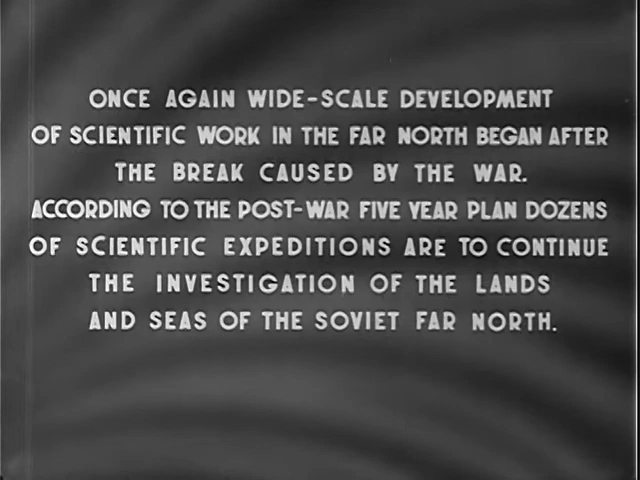 ONCE AGAIN WIDE-SCALE DEVELOPMENT
OF SCIENTIFIC WORK IN THE FAR NORTH BEGAN AFTER
THE BREAK CAUSED BY THE WAR.
ACCORDING TO THE POST-WAR FIVE YEAR PLAN DOZENS
OF SCIENTIFIC EXPEDITIONS ARE TO CONTINUE
THE INVESTIGATION OF THE LANDS
AND SEAS OF THE SOVIET FAR NORTH.